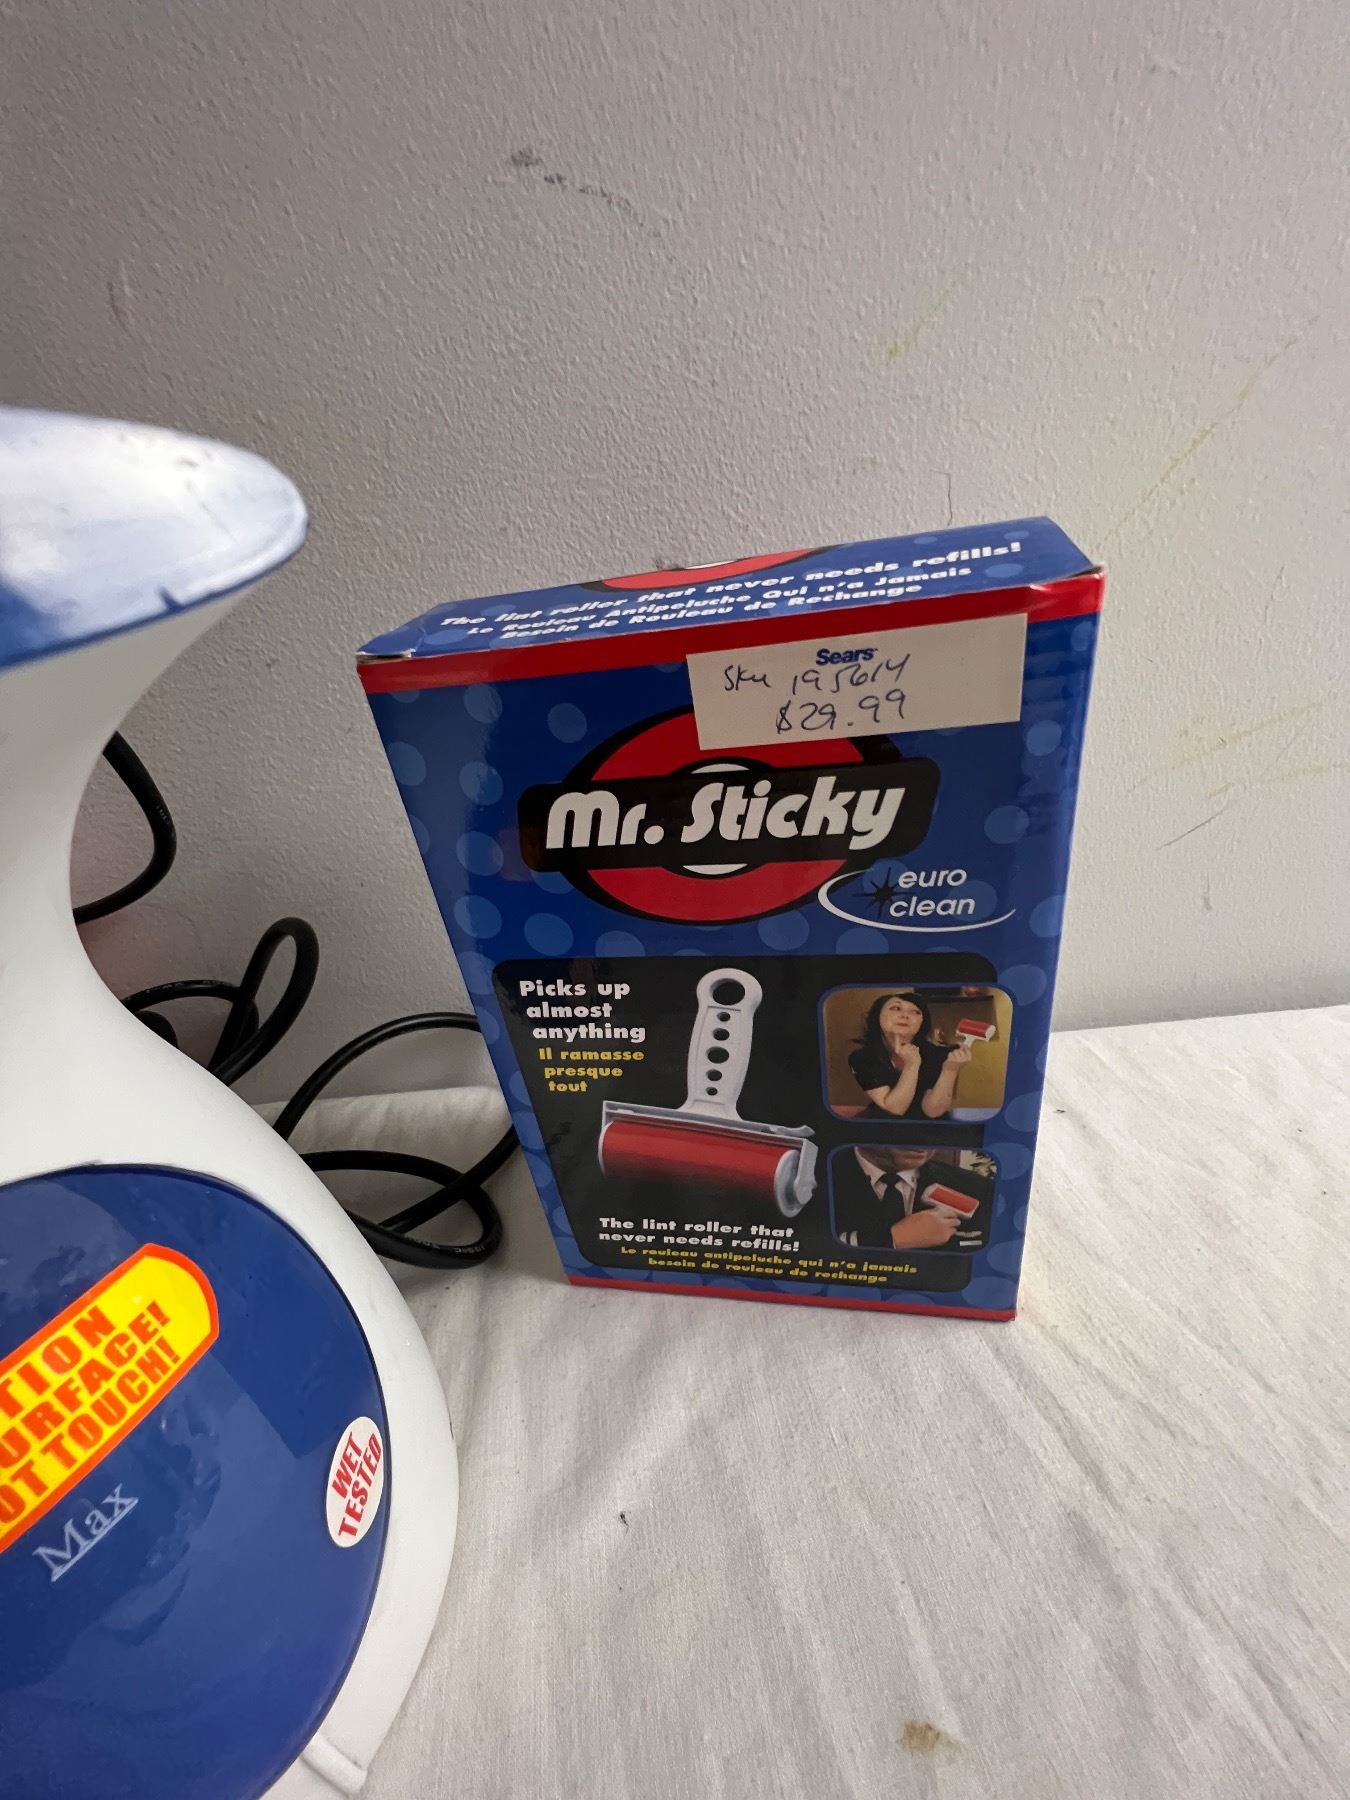 The lint roller that never needs refills!
Le Rouleau Antipeluche Qui n'a Jamais
Besoin de Rouleau de Rechange
Sears
Sku 195614
$29.99
Mr. Sticky
euro
clean
Picks up
almost
anything
Il ramasse
presque
tout
The lint roller that
never needs refills!
Le rouleau antipeluche qui n'a jamais
besoin de rouleau de rechange
TION
URFACE!
OT TOUCH!
Max
WET
TESTED